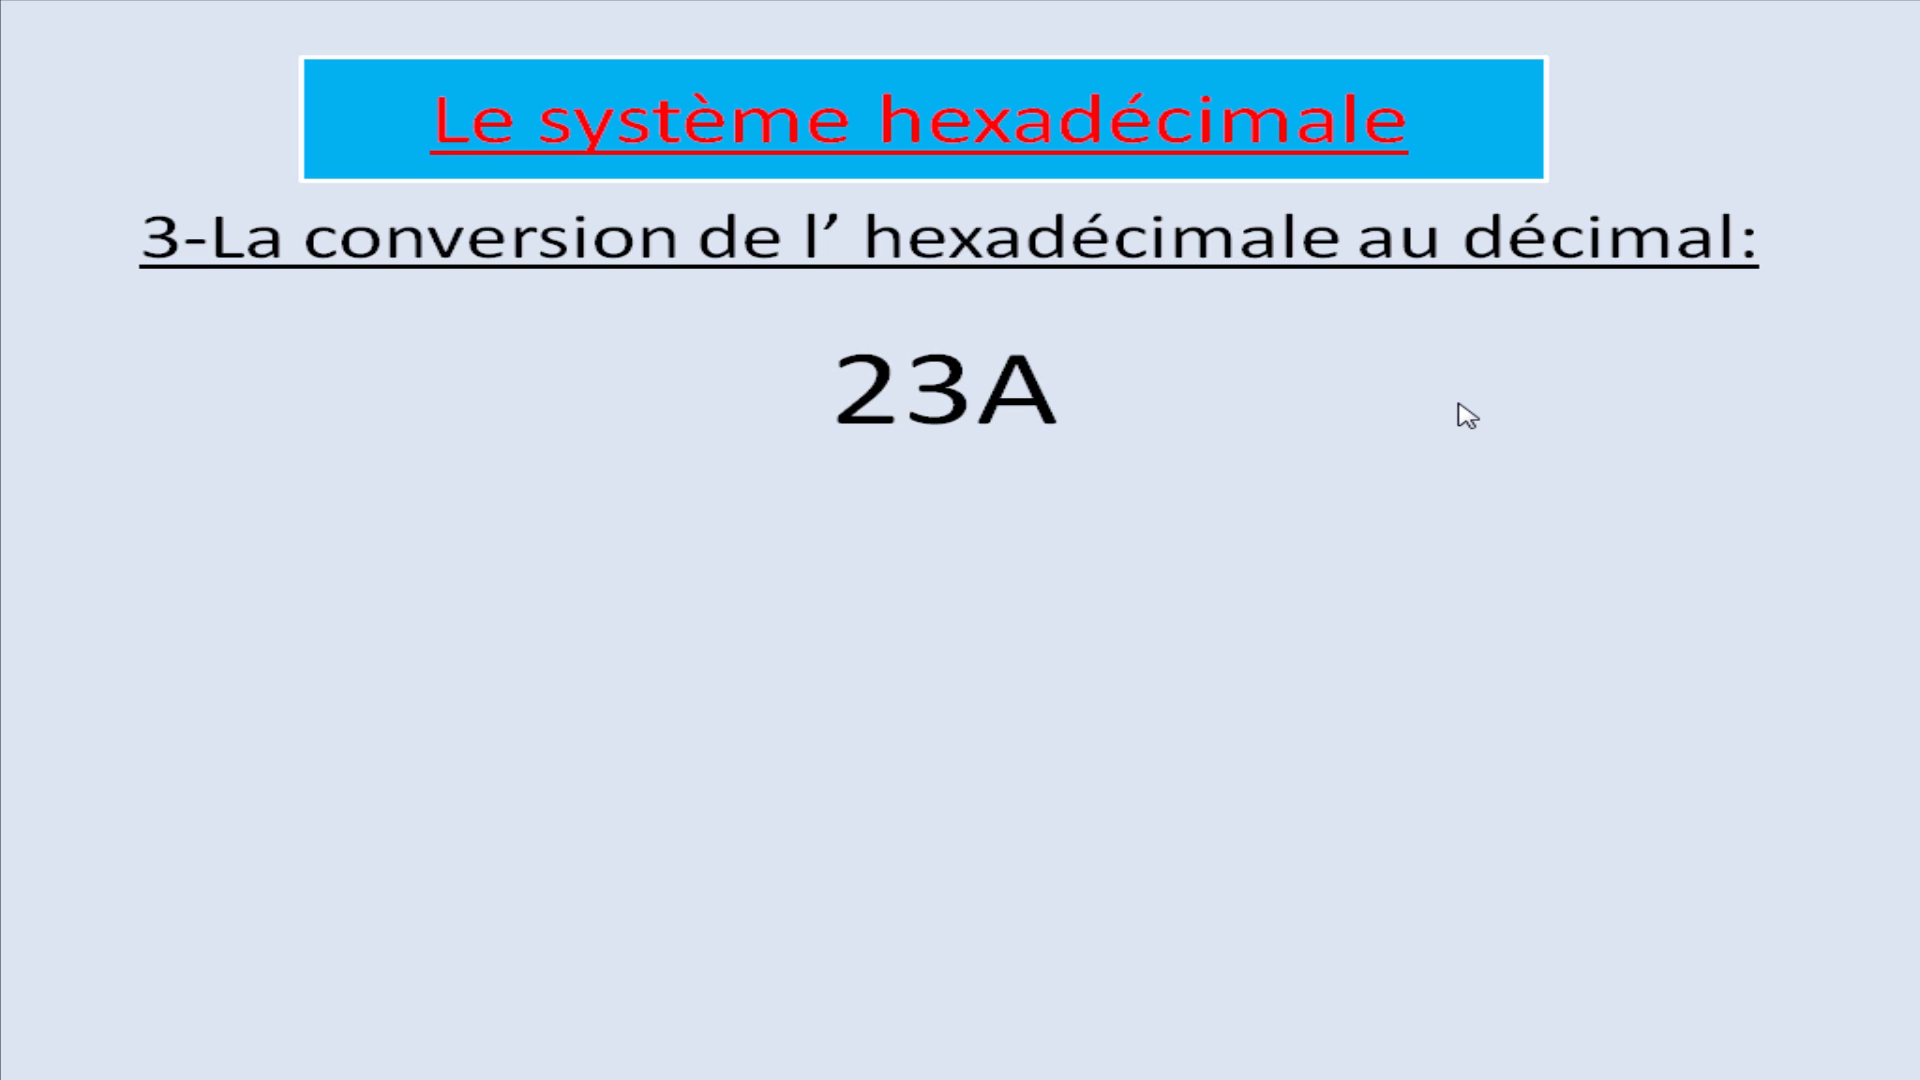 Le système hexadécimale
3-La conversion de l’ hexadécimale au décimal:
23A